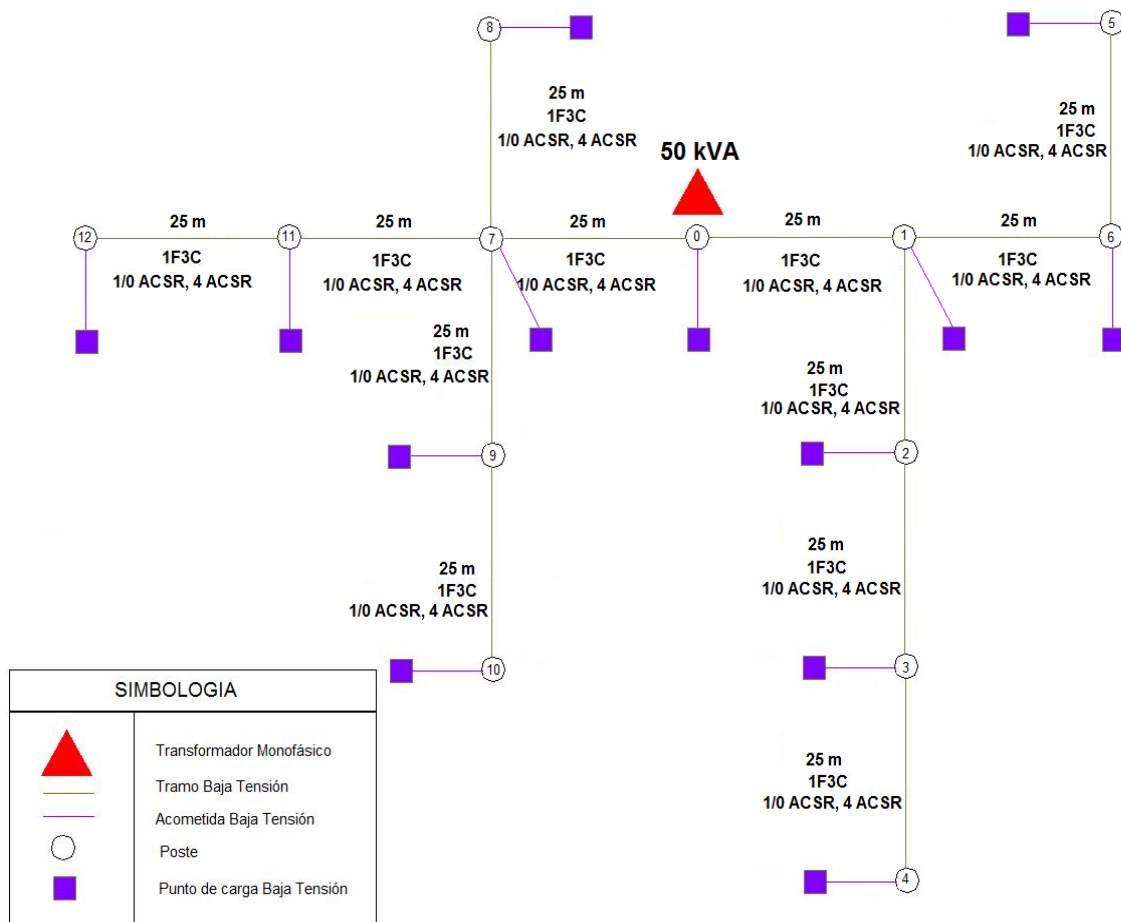 8
5
25 m
1F3C
1/0 ACSR, 4 ACSR
25 m
1F3C
1/0 ACSR, 4 ACSR
50 kVA
12
25 m
1F3C
1/0 ACSR, 4 ACSR
11
25 m
1F3C
1/0 ACSR, 4 ACSR
7
25 m
1F3C
1/0 ACSR, 4 ACSR
0
25 m
1F3C
1/0 ACSR, 4 ACSR
1
25 m
1F3C
1/0 ACSR, 4 ACSR
6
25 m
1F3C
1/0 ACSR, 4 ACSR
25 m
1F3C
1/0 ACSR, 4 ACSR
9
2
25 m
1F3C
1/0 ACSR, 4 ACSR
25 m
1F3C
1/0 ACSR, 4 ACSR
10
3
25 m
1F3C
1/0 ACSR, 4 ACSR
4
SIMBOLOGIA
Transformador Monofásico
Tramo Baja Tensión
Acometida Baja Tensión
Poste
Punto de carga Baja Tensión